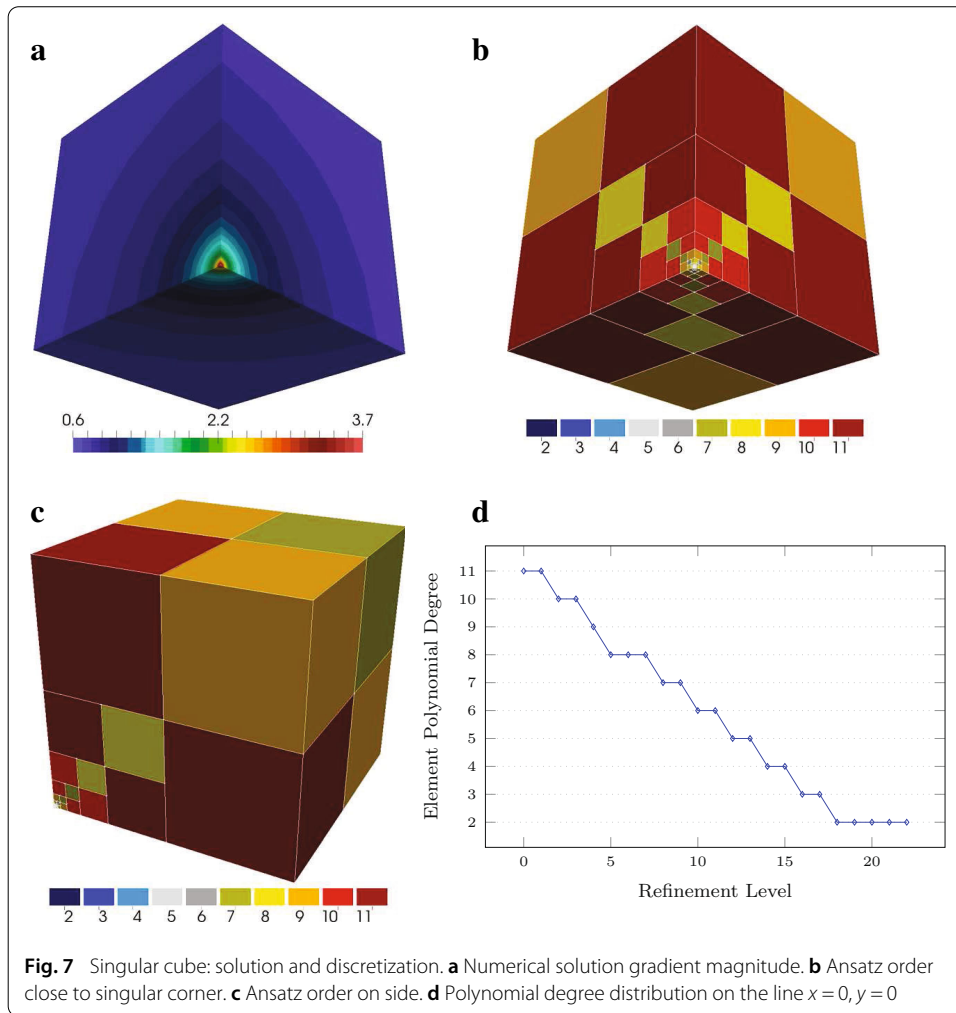 a
b
0.6 2.2 3.7
2 3 4 5 6 7 8 9 10 11
c
d
2 3 4 5 6 7 8 9 10 11
Element Polynomial Degree
11
10
9
8
7
6
5
4
3
2
0 5 10 15 20
Refinement Level
Fig. 7 Singular cube: solution and discretization. a Numerical solution gradient magnitude. b Ansatz order
close to singular corner. c Ansatz order on side. d Polynomial degree distribution on the line x = 0, y = 0